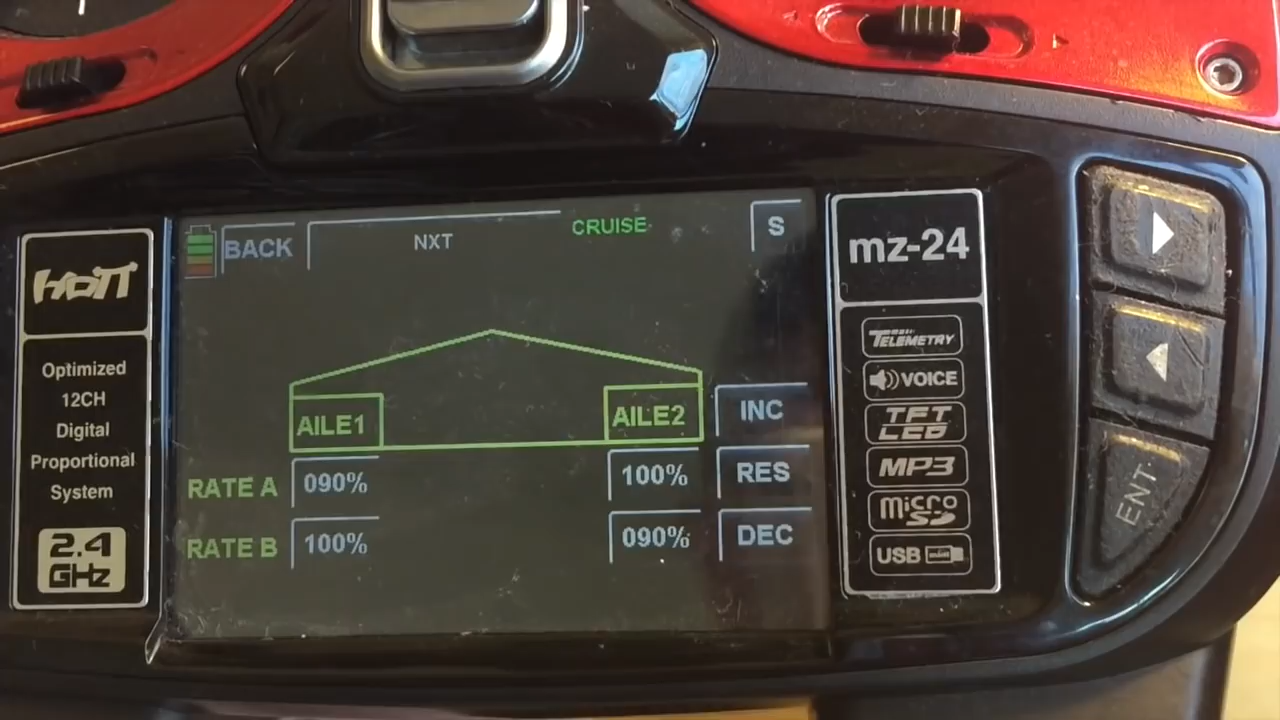 HoTT
Optimized
12CH
Digital
Proportional
System
2.4
GHz
BACK
NXT
CRUISE
S
AILE1
AILE2
INC
RATE A
090%
100%
RES
RATE B
100%
090%
DEC
mz-24
TELEMETRY
VOICE
TFT
LED
MP3
micro
SD
USB
ENT